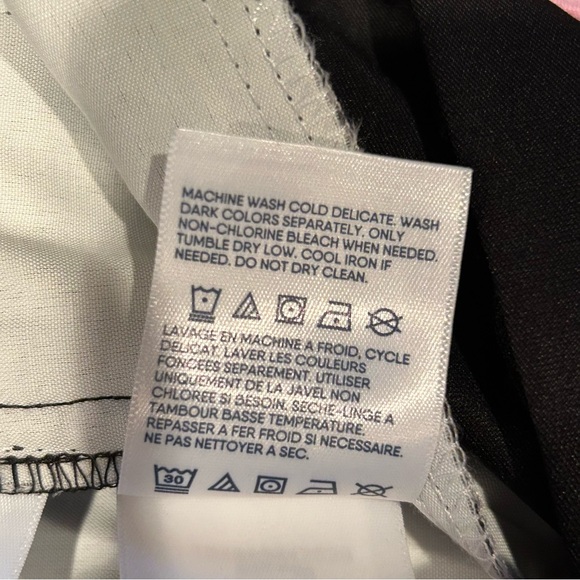 MACHINE WASH COLD DELICATE. WASH
DARK COLORS SEPARATELY. ONLY
NON-CHLORINE BLEACH WHEN NEEDED.
TUMBLE DRY LOW. COOL IRON IF
NEEDED. DO NOT DRY CLEAN.
LAVAGE EN MACHINE A FROID, CYCLE
DELICAT. LAVER LES COULEURS
FONCÉES SEPAREMENT. UTILISER
UNIQUEMENT DE LA JAVEL NON
CHLOREE SI BESOIN. SECHE-LINGE A
TAMBOUR BASSE TEMPERATURE.
REPASSER A FER FROID SI NECESSAIRE.
NE PAS NETTOYER A SEC.
30